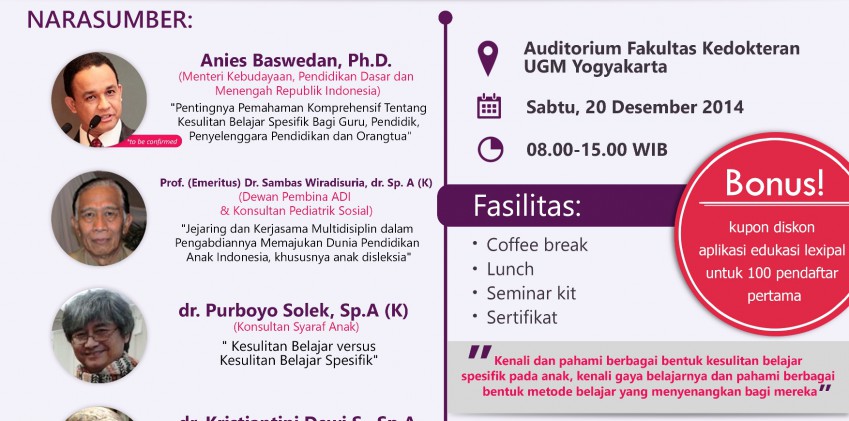 NARASUMBER:
Anies Baswedan, Ph.D.
(Menteri Kebudayaan, Pendidikan Dasar dan
Menengah Republik Indonesia)
"Pentingnya Pemahaman Komprehensif Tentang
Kesulitan Belajar Spesifik Bagi Guru, Pendidik,
Penyelenggara Pendidikan dan Orangtua"
*to be confirmed
Prof. (Emeritus) Dr. Sambas Wiradisuria, dr. Sp. A (K)
(Dewan Pembina ADI
& Konsultan Pediatrik Sosial)
"Jejaring dan Kerjasama Multidisiplin dalam
Pengabdiannya Memajukan Dunia Pendidikan
Anak Indonesia, khususnya anak disleksia"
dr. Purboyo Solek, Sp.A (K)
(Konsultan Syaraf Anak)
" Kesulitan Belajar versus
Kesulitan Belajar Spesifik"
dr. Kristiantini Dewi S., Sp.A
Auditorium Fakultas Kedokteran
UGM Yogyakarta
Sabtu, 20 Desember 2014
08.00-15.00 WIB
Fasilitas:
• Coffee break
• Lunch
• Seminar kit
• Sertifikat
Bonus!
kupon diskon
aplikasi edukasi lexipal
untuk 100 pendaftar
pertama
"Kenali dan pahami berbagai bentuk kesulitan belajar
spesifik pada anak, kenali gaya belajarnya dan pahami berbagai
bentuk metode belajar yang menyenangkan bagi mereka"